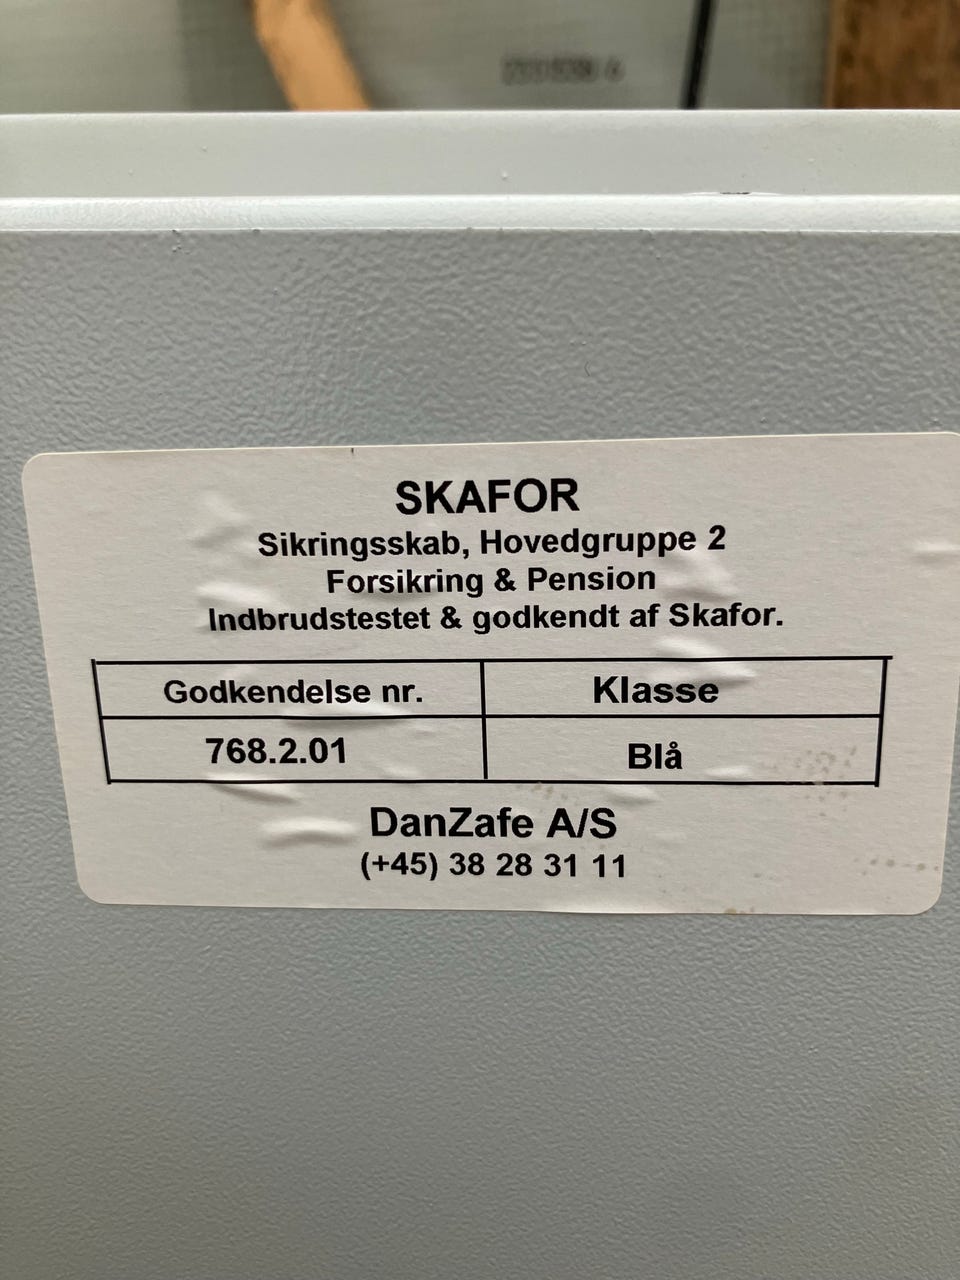 SKAFOR
Sikringsskab, Hovedgruppe 2
Forsikring & Pension
Indbrudstestet & godkendt af Skafor.
Godkendelse nr. Klasse
768.2.01 Blå
DanZafe A/S
(+45) 38 28 31 11